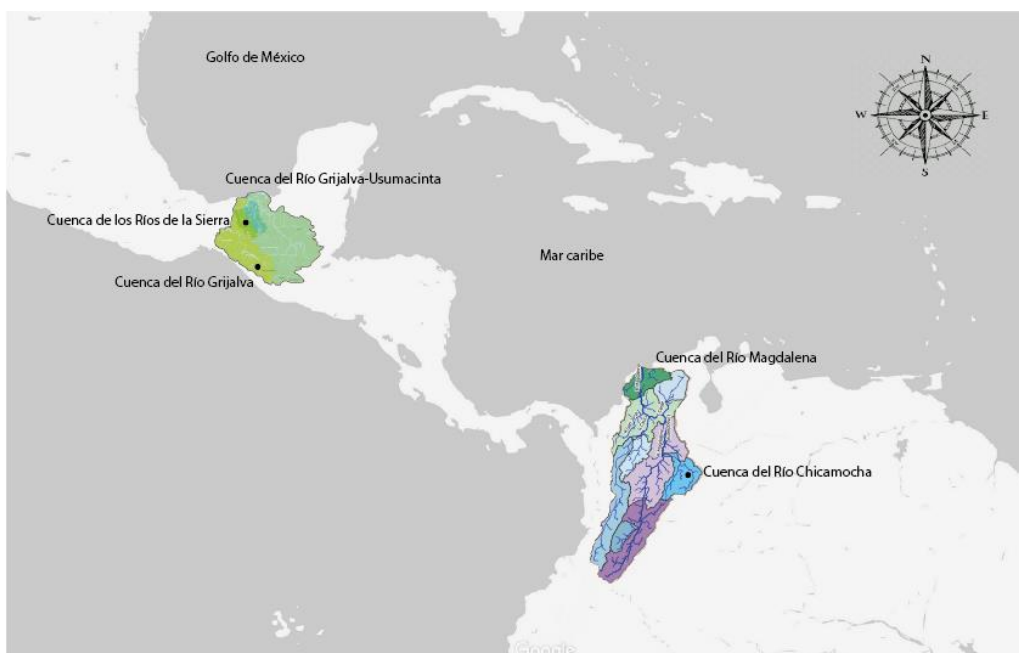 Golfo de México
N
W
E
S
Cuenca del Río Grijalva-Usumacinta
Cuenca de los Ríos de la Sierra
Mar caribe
Cuenca del Río Grijalva
Cuenca del Río Magdalena
Cuenca del Río Chicamocha
Google